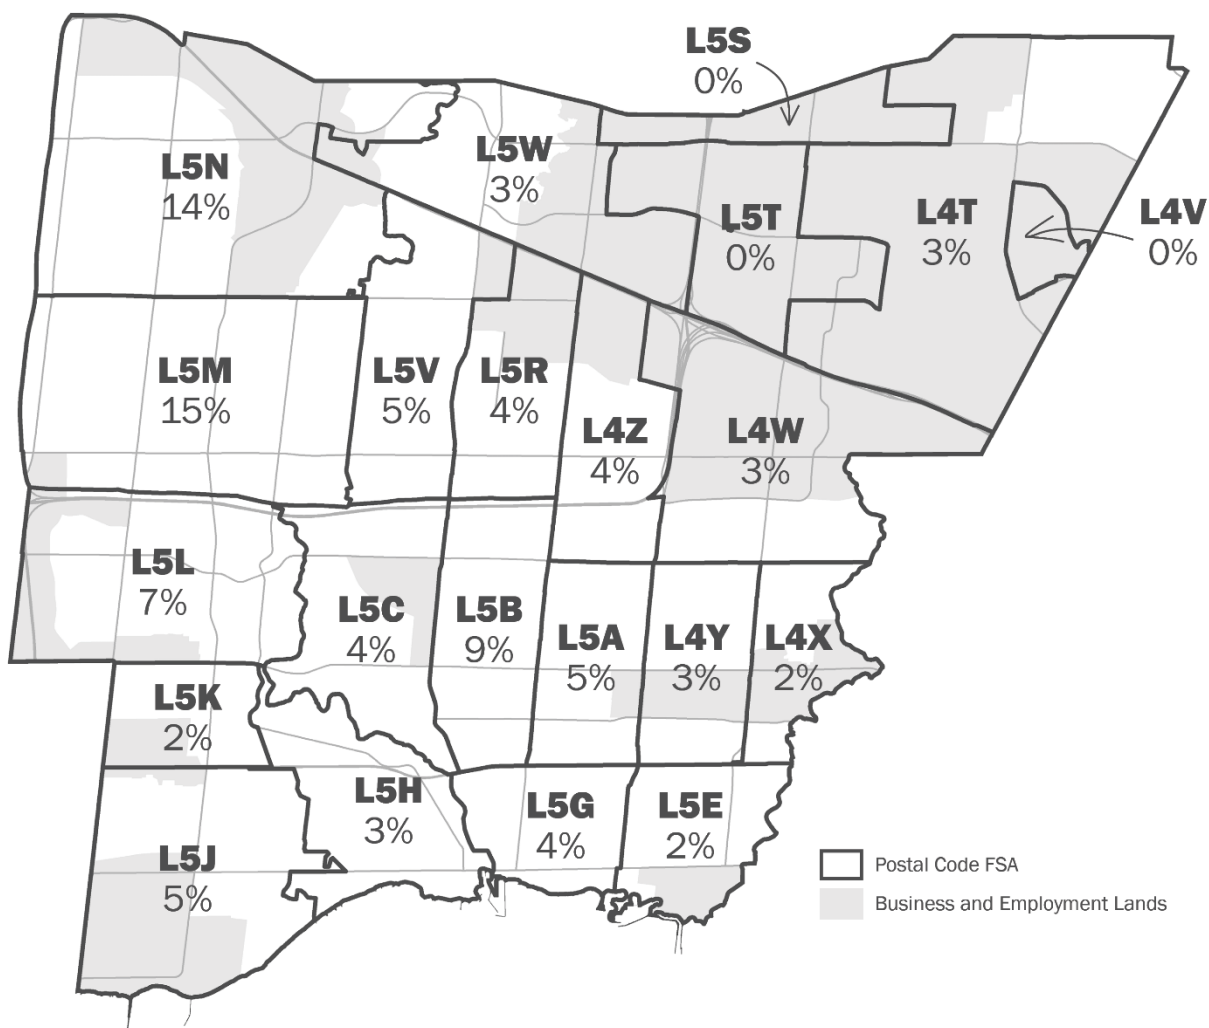 L5S
0%
L5W
3%
L5N
14%
L5T
0%
L4T
3%
L4V
0%
L5M
15%
L5V
5%
L5R
4%
L4Z
4%
L4W
3%
L5L
7%
L5C
4%
L5B
9%
L5A
5%
L4Y
3%
L4X
2%
L5K
2%
L5H
3%
L5G
4%
L5E
2%
L5J
5%
Postal Code FSA
Business and Employment Lands